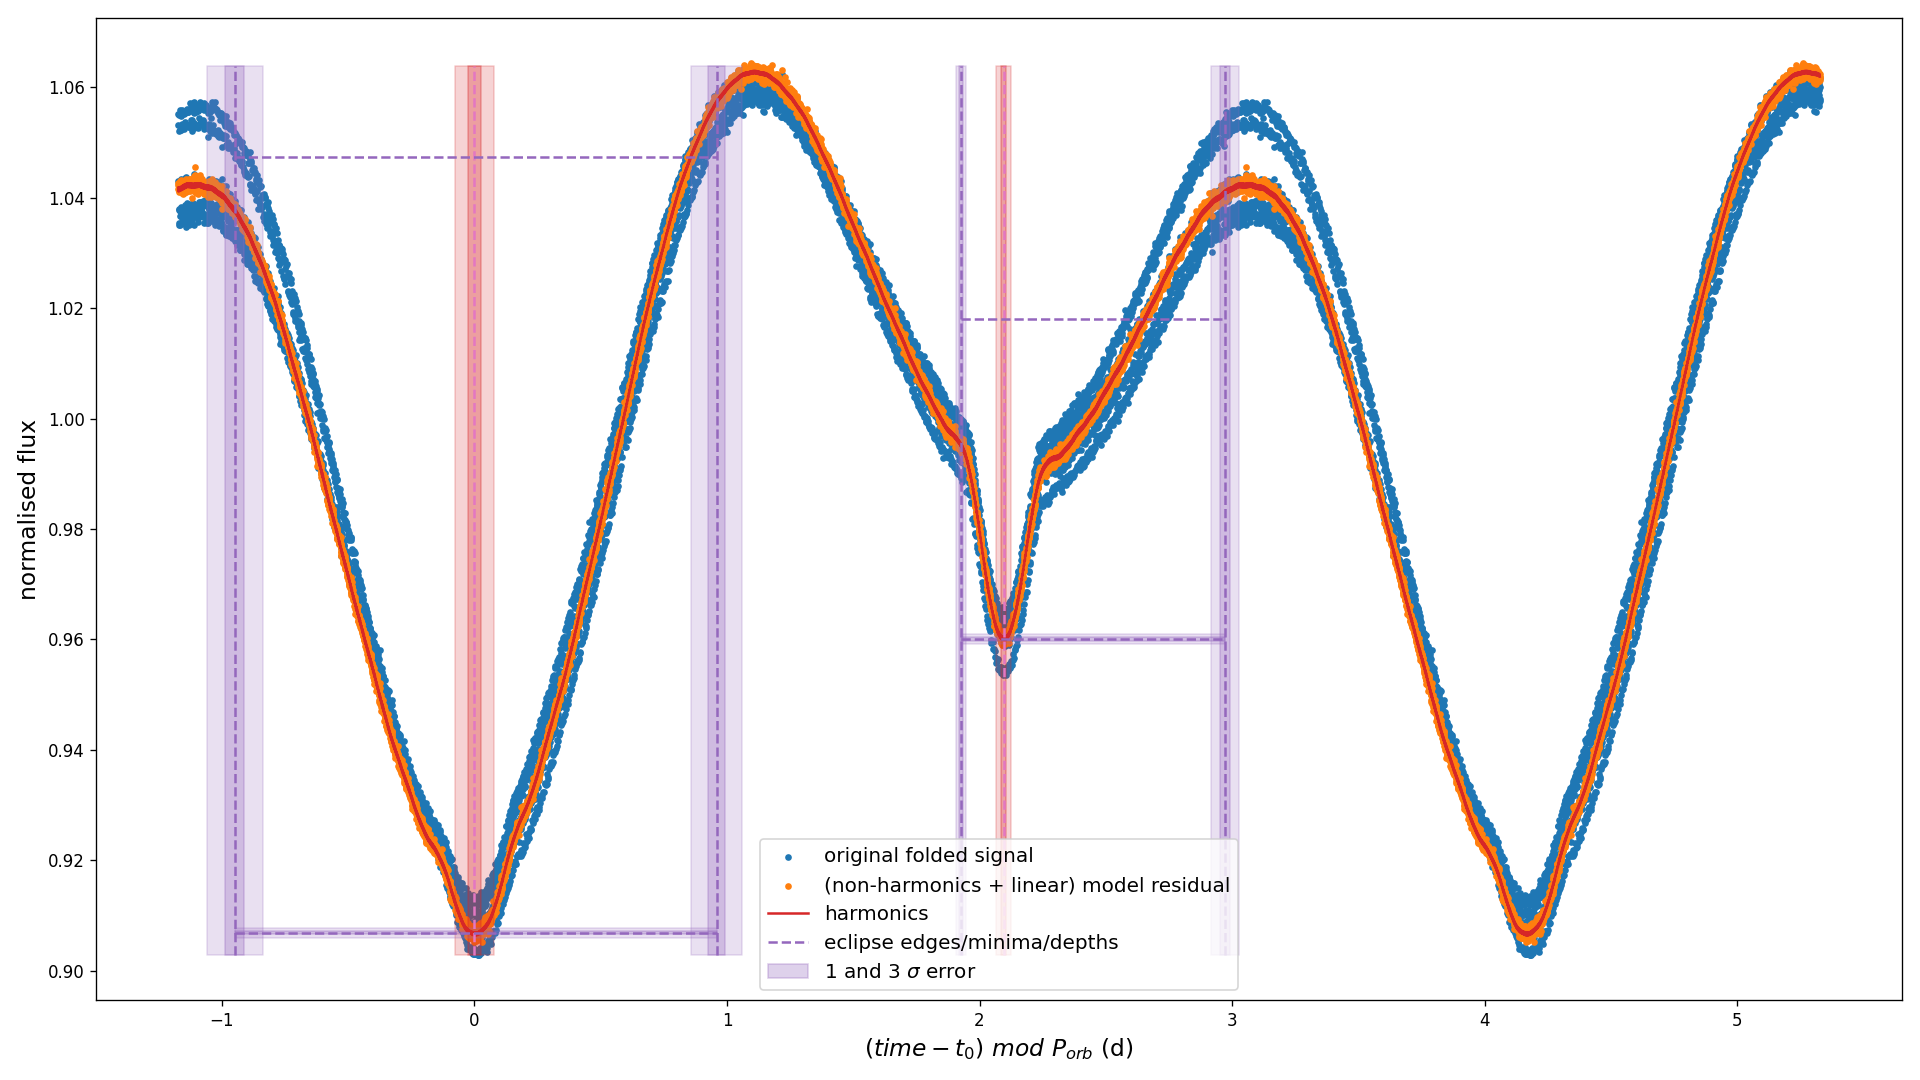 normalised flux
1.06
1.04
1.02
1.00
0.98
0.96
0.94
0.92
0.90
original folded signal
(non-harmonics + linear) model residual
harmonics
eclipse edges/minima/depths
1 and 3 σ error
−1
0
1
2
3
4
5
(time − t₀) mod Pₒᵣb (d)